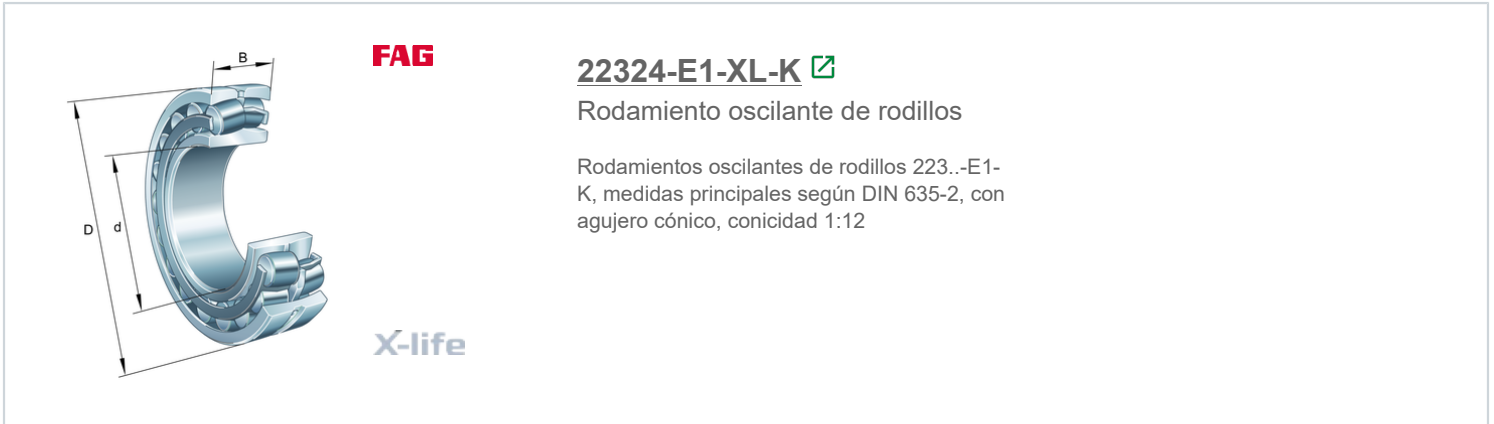 B
FAG
22324-E1-XL-K
Rodamiento oscilante de rodillos
Rodamientos oscilantes de rodillos 223..-E1-
K, medidas principales según DIN 635-2, con
agujero cónico, conicidad 1:12
D
d
X-life